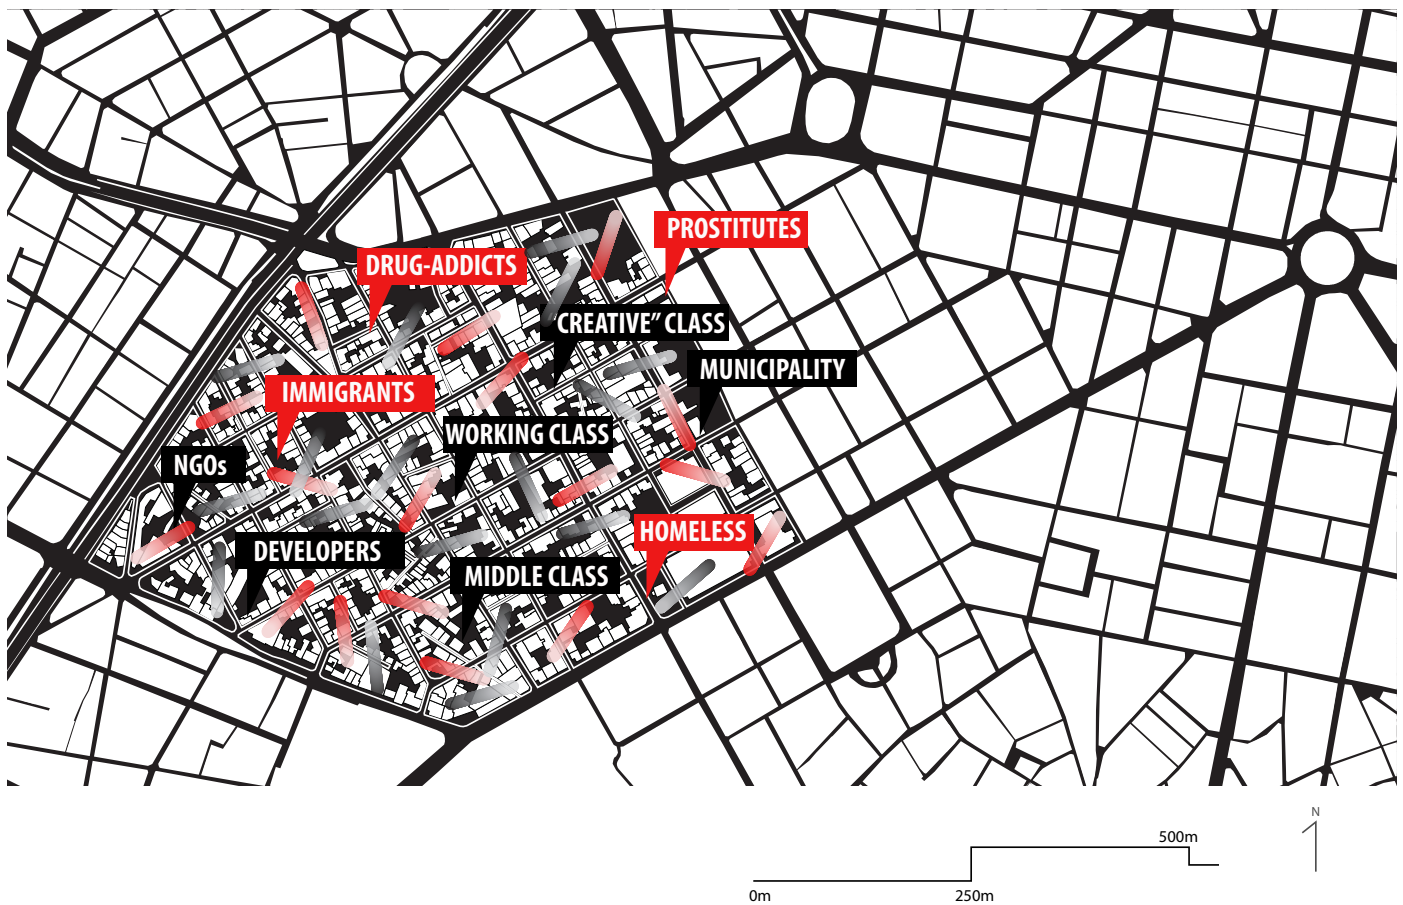 PROSTITUTES
DRUG-ADDICTS
CREATIVE” CLASS
MUNICIPALITY
IMMIGRANTS
WORKING CLASS
NGOs
HOMELESS
DEVELOPERS
MIDDLE CLASS
N
500m
0m
250m